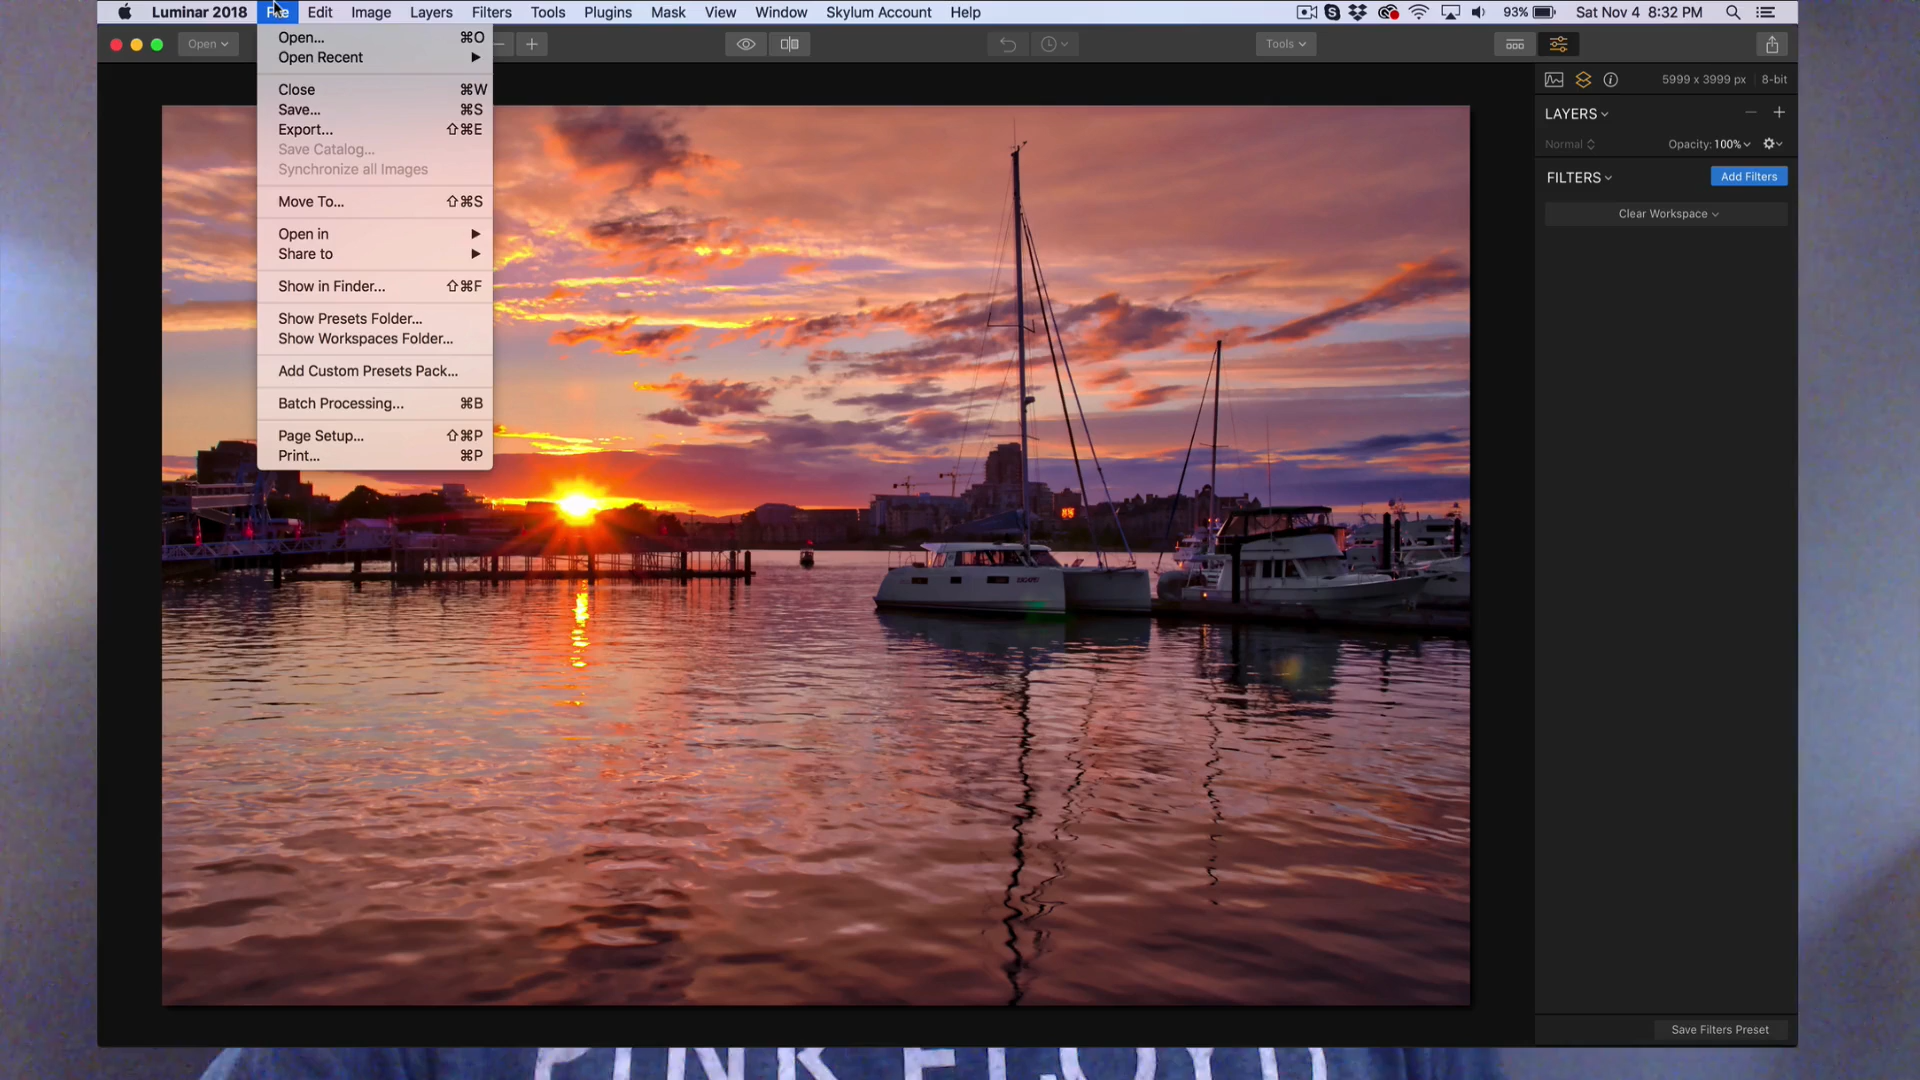 Luminar 2018 File Edit Image Layers Filters Tools Plugins Mask View Window Skylum Account Help 93% Sat Nov 4 8:32 PM
Open Tools
Open... ⌘O
Open Recent
Close ⌘W
Save... ⌘S
Export... ⇧⌘E
Save Catalog...
Synchronize all Images
Move To... ⇧⌘S
Open in
Share to
Show in Finder... ⇧⌘F
Show Presets Folder...
Show Workspaces Folder...
Add Custom Presets Pack...
Batch Processing... ⌘B
Page Setup... ⇧⌘P
Print... ⌘P
5999 x 3999 px 8-bit
LAYERS
Normal Opacity: 100%
FILTERS Add Filters
Clear Workspace
Save Filters Preset
PINK FLOYD